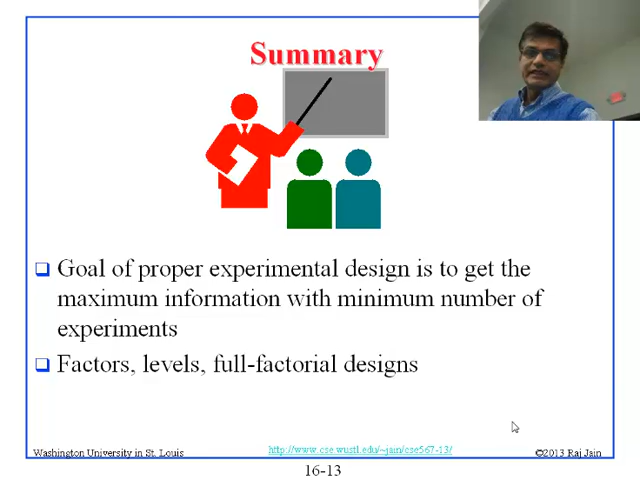 Summary
Goal of proper experimental design is to get the
maximum information with minimum number of
experiments
Factors, levels, full-factorial designs
Washington University in St. Louis
http://www.cse.wustl.edu/~jain/cse567-13/
©2013 Raj Jain
16-13